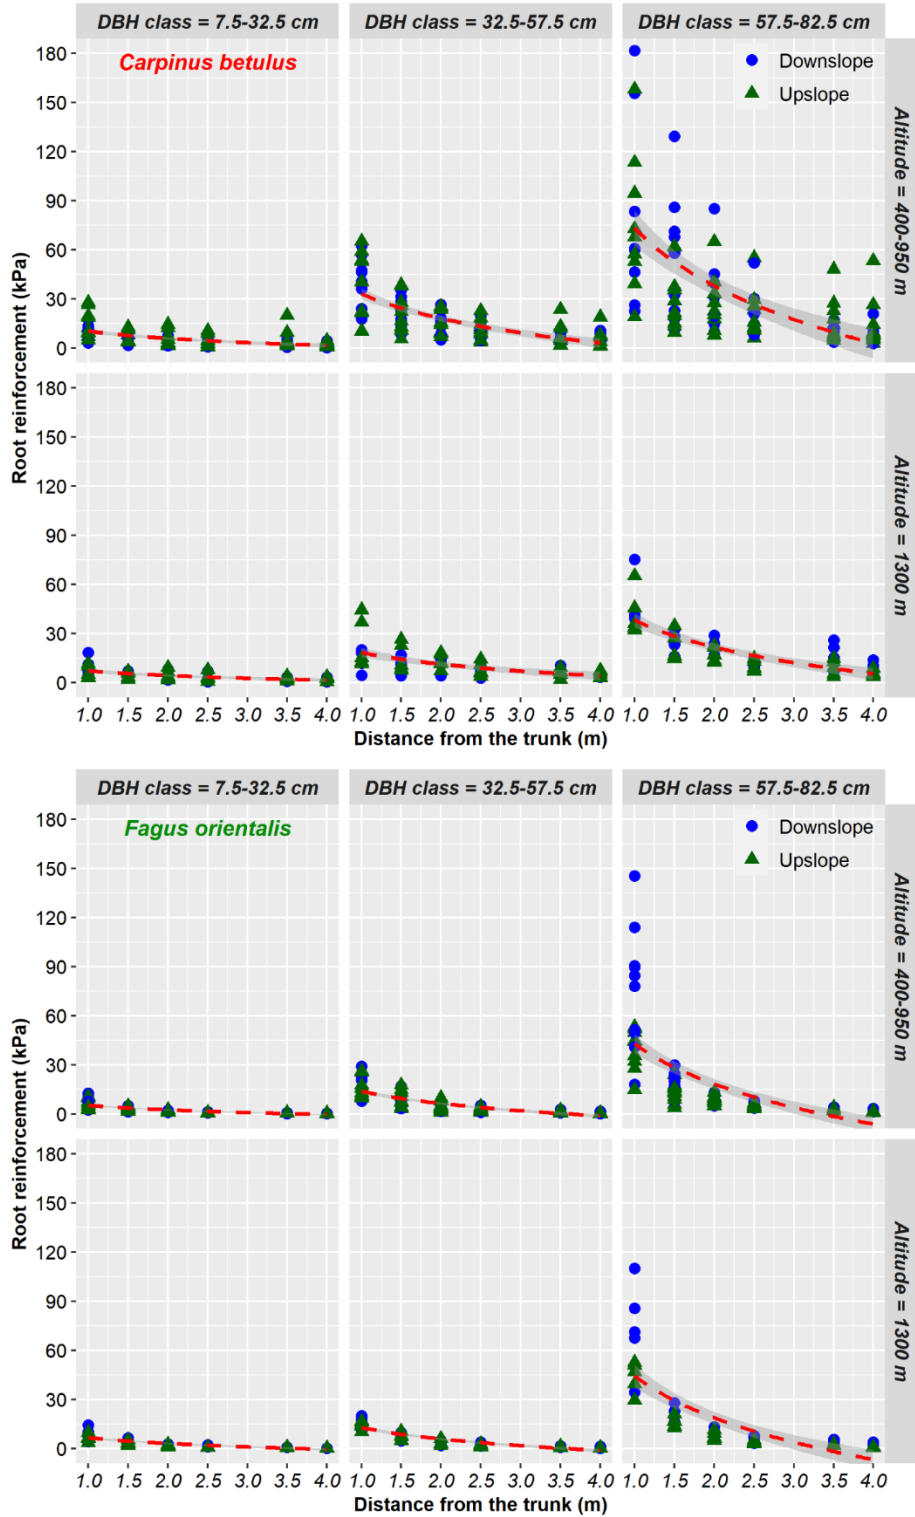 DBH class = 7.5-32.5 cm
DBH class = 32.5-57.5 cm
DBH class = 57.5-82.5 cm
Carpinus betulus
Downslope
Upslope
Altitude = 400-950 m
180
150
120
90
60
30
0
Root reinforcement (kPa)
Altitude = 1300 m
180
150
120
90
60
30
0
1.0 1.5 2.0 2.5 3.0 3.5 4.0
1.0 1.5 2.0 2.5 3.0 3.5 4.0
1.0 1.5 2.0 2.5 3.0 3.5 4.0
Distance from the trunk (m)
DBH class = 7.5-32.5 cm
DBH class = 32.5-57.5 cm
DBH class = 57.5-82.5 cm
Fagus orientalis
Downslope
Upslope
Altitude = 400-950 m
180
150
120
90
60
30
0
Root reinforcement (kPa)
Altitude = 1300 m
180
150
120
90
60
30
0
1.0 1.5 2.0 2.5 3.0 3.5 4.0
1.0 1.5 2.0 2.5 3.0 3.5 4.0
1.0 1.5 2.0 2.5 3.0 3.5 4.0
Distance from the trunk (m)